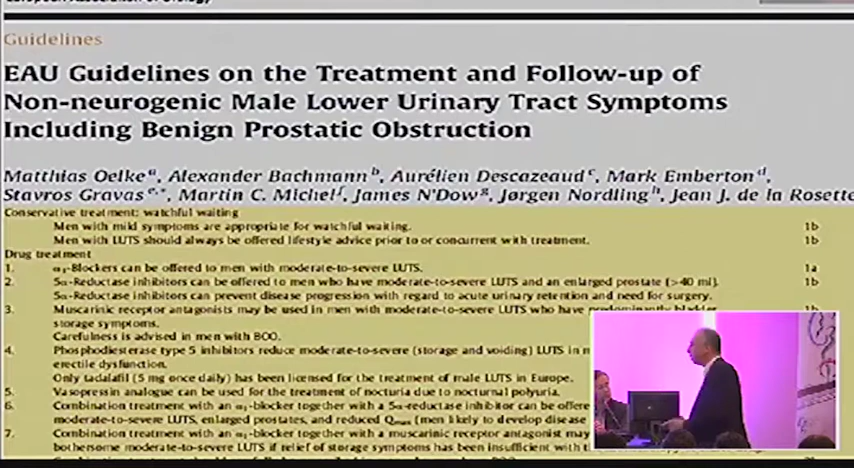 Guidelines
EAU Guidelines on the Treatment and Follow-up of
Non-neurogenic Male Lower Urinary Tract Symptoms
Including Benign Prostatic Obstruction
Matthias Oelke a, Alexander Bachmann b, Aurélien Descazeaud c, Mark Emberton d,
Stavros Gravas e,*, Martin C. Michel f, James N'Dow g, Jørgen Nordling h, Jean J. de la Rosette
Conservative treatment: watchful waiting
Men with mild symptoms are appropriate for watchful waiting. 1b
Men with LUTS should always be offered lifestyle advice prior to or concurrent with treatment. 1b
Drug treatment
1. α1-Blockers can be offered to men with moderate-to-severe LUTS. 1a
2. 5α-Reductase inhibitors can be offered to men who have moderate-to-severe LUTS and an enlarged prostate (>40 ml). 1b
5α-Reductase inhibitors can prevent disease progression with regard to acute urinary retention and need for surgery.
3. Muscarinic receptor antagonists may be used in men with moderate-to-severe LUTS who have predominantly bladder 1b
storage symptoms.
Carefulness is advised in men with BOO.
4. Phosphodiesterase type 5 inhibitors reduce moderate-to-severe (storage and voiding) LUTS in
erectile dysfunction.
Only tadalafil (5 mg once daily) has been licensed for the treatment of male LUTS in Europe.
5. Vasopressin analogue can be used for the treatment of nocturia due to nocturnal polyuria.
6. Combination treatment with an α1-blocker together with a 5α-reductase inhibitor can be offere
moderate-to-severe LUTS, enlarged prostates, and reduced Qmax (men likely to develop disease
7. Combination treatment with an α1-blocker together with a muscarinic receptor antagonist may
bothersome moderate-to-severe LUTS if relief of storage symptoms has been insufficient with